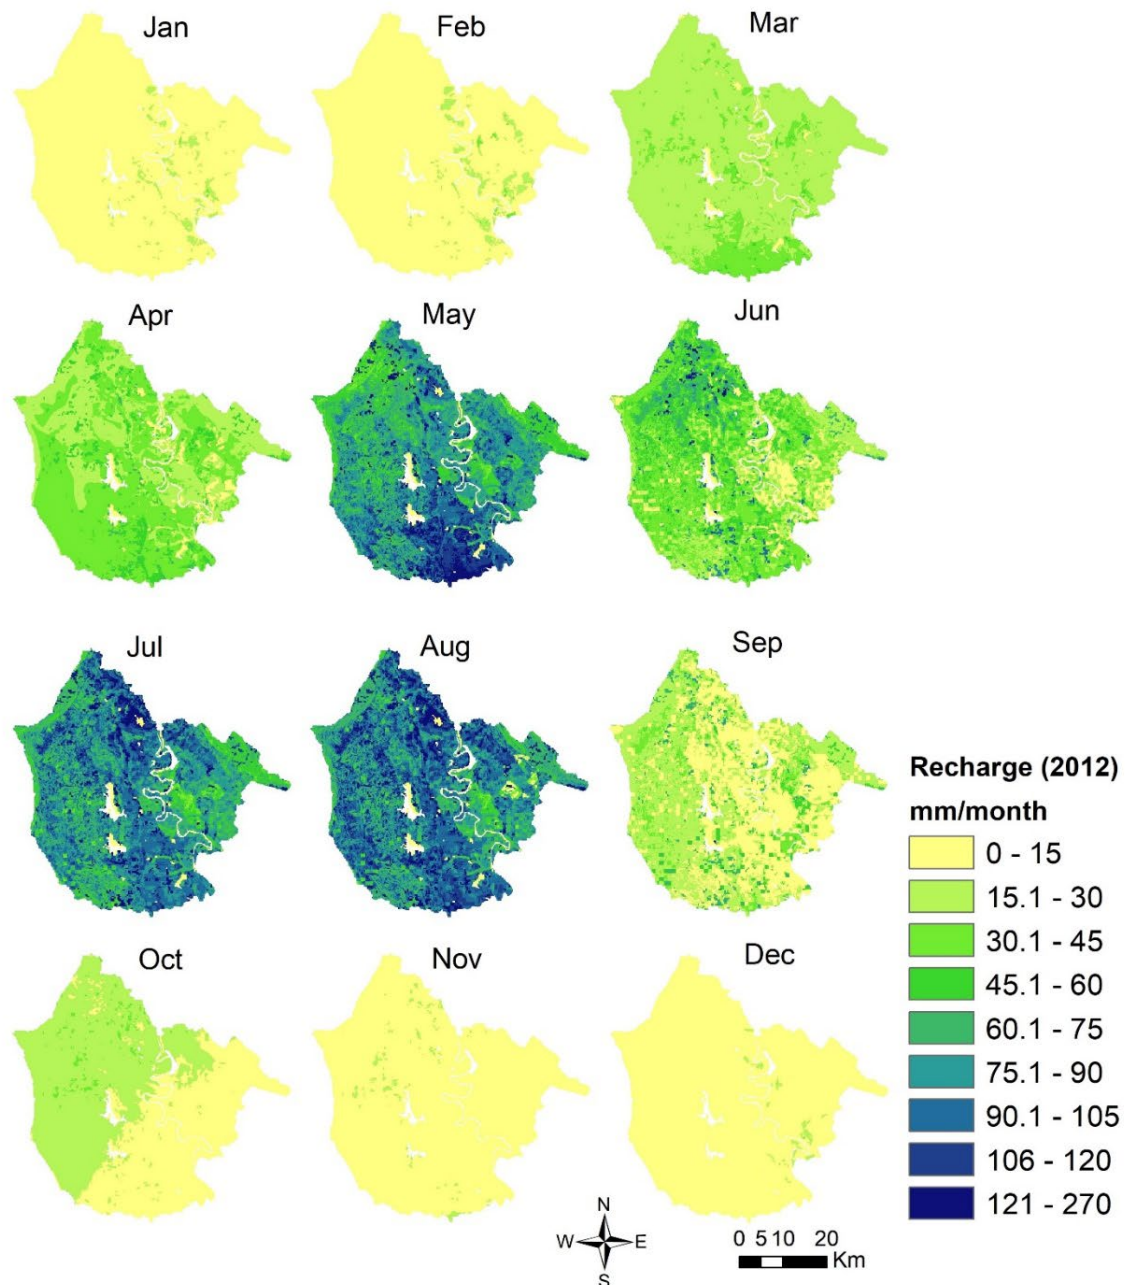 Jan
Feb
Mar
Apr
May
Jun
Jul
Aug
Sep
Recharge (2012)
mm/month
0 - 15
15.1 - 30
30.1 - 45
45.1 - 60
60.1 - 75
75.1 - 90
90.1 - 105
106 - 120
121 - 270
Oct
Nov
Dec
N
W E
S
0 5 10 20
Km